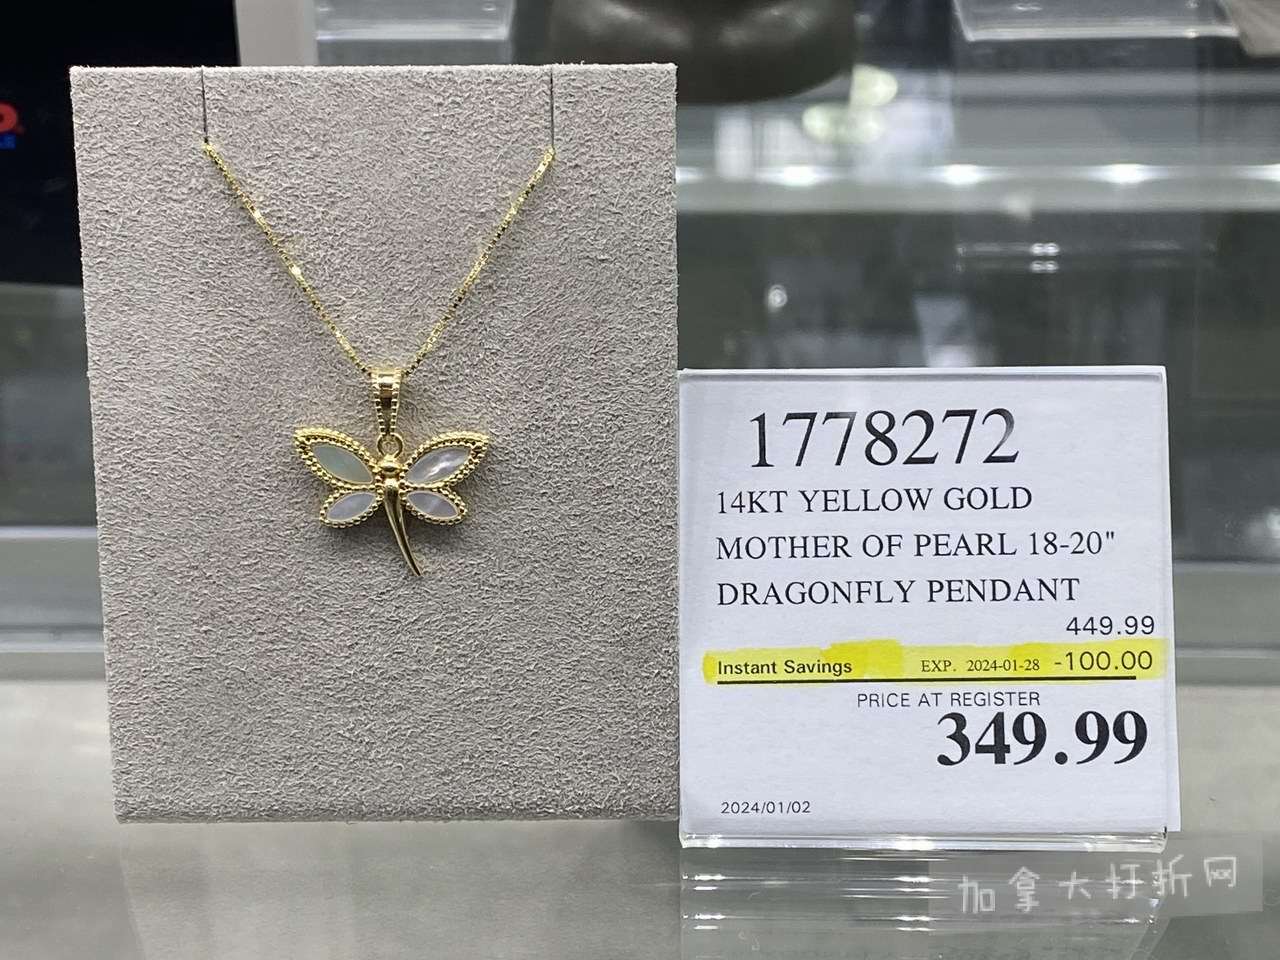 1778272
14KT YELLOW GOLD
MOTHER OF PEARL 18-20"
DRAGONFLY PENDANT
449.99
Instant Savings EXP. 2024-01-28 -100.00
PRICE AT REGISTER
349.99
2024/01/02
加拿大打折网